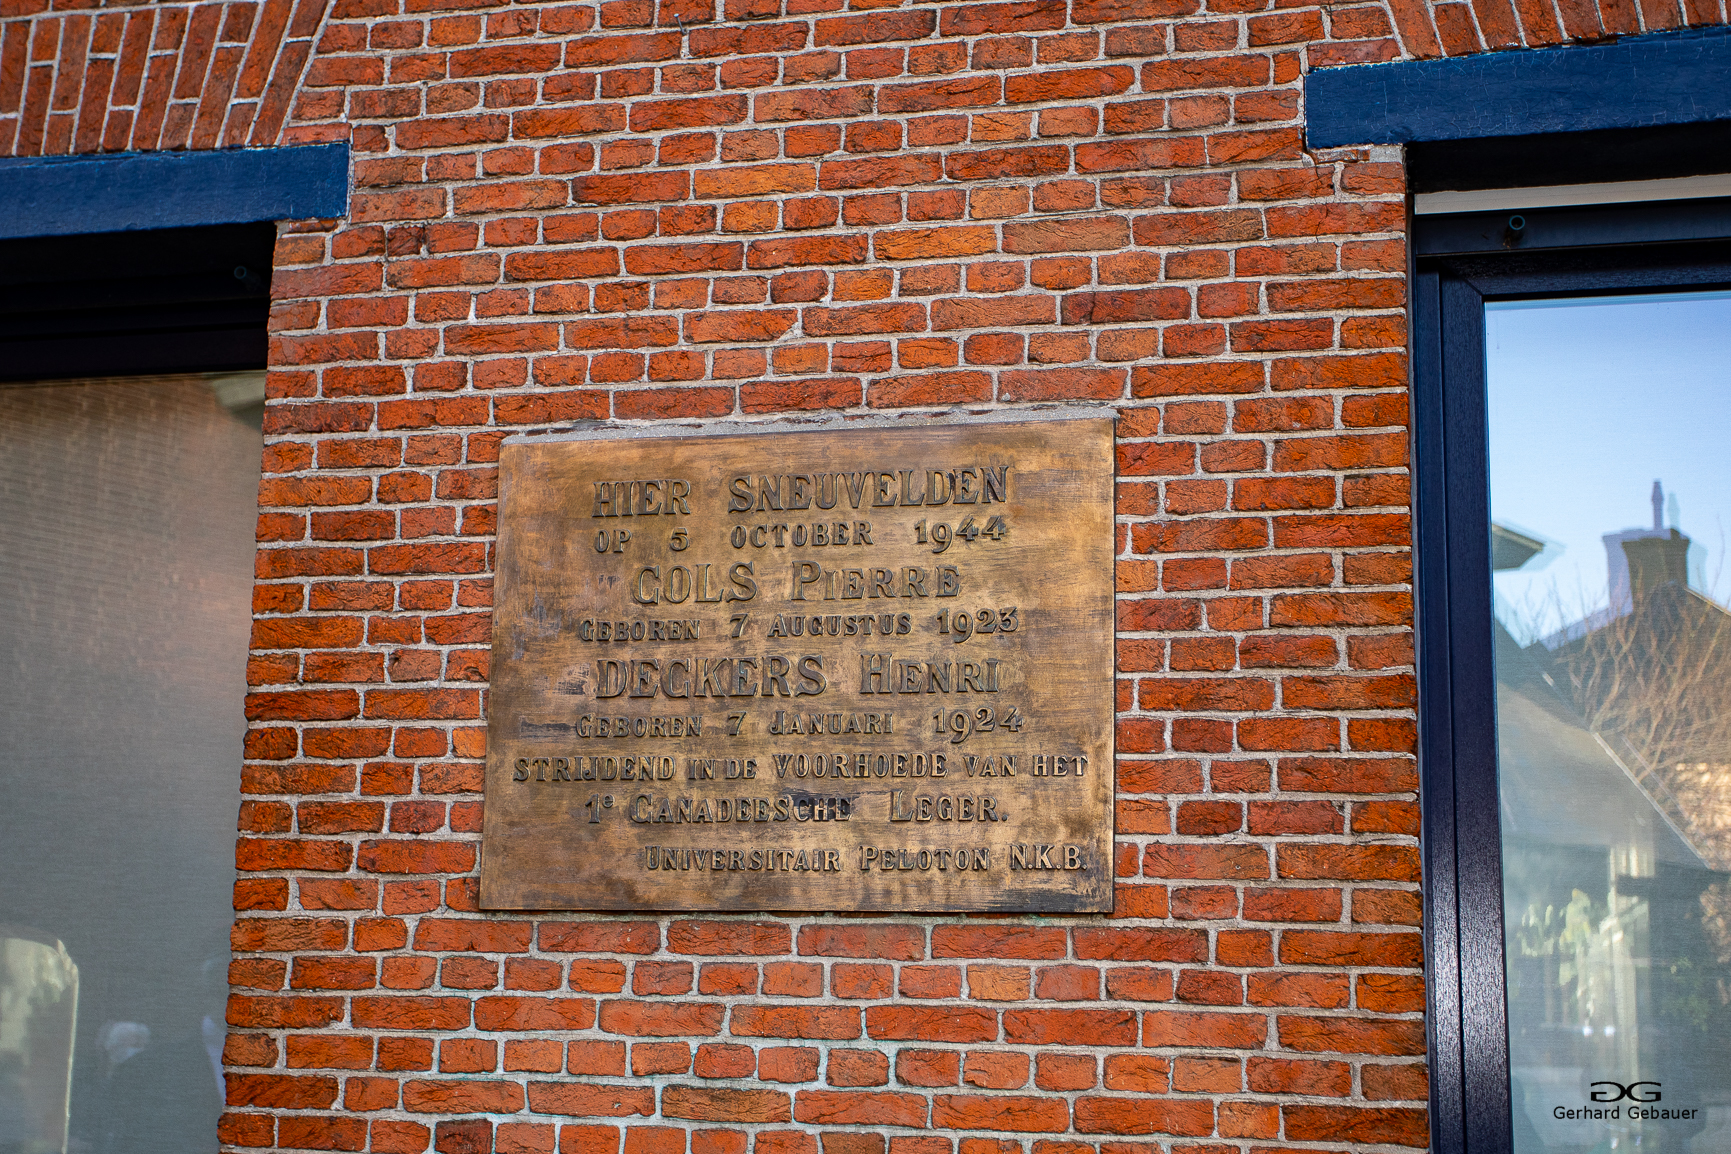 HIER SNEUVELDEN
OP 5 OCTOBER 1944
COLS PIERRE
GEBOREN 7 AUGUSTUS 1923
DECKERS HENRI
GEBOREN 7 JANUARI 1924
STRIJDEND IN DE VOORHOEDE VAN HET
1e CANADEESCHE LEGER.
UNIVERSITAIR PELOTON N.K.B.
GG
Gerhard Gebauer